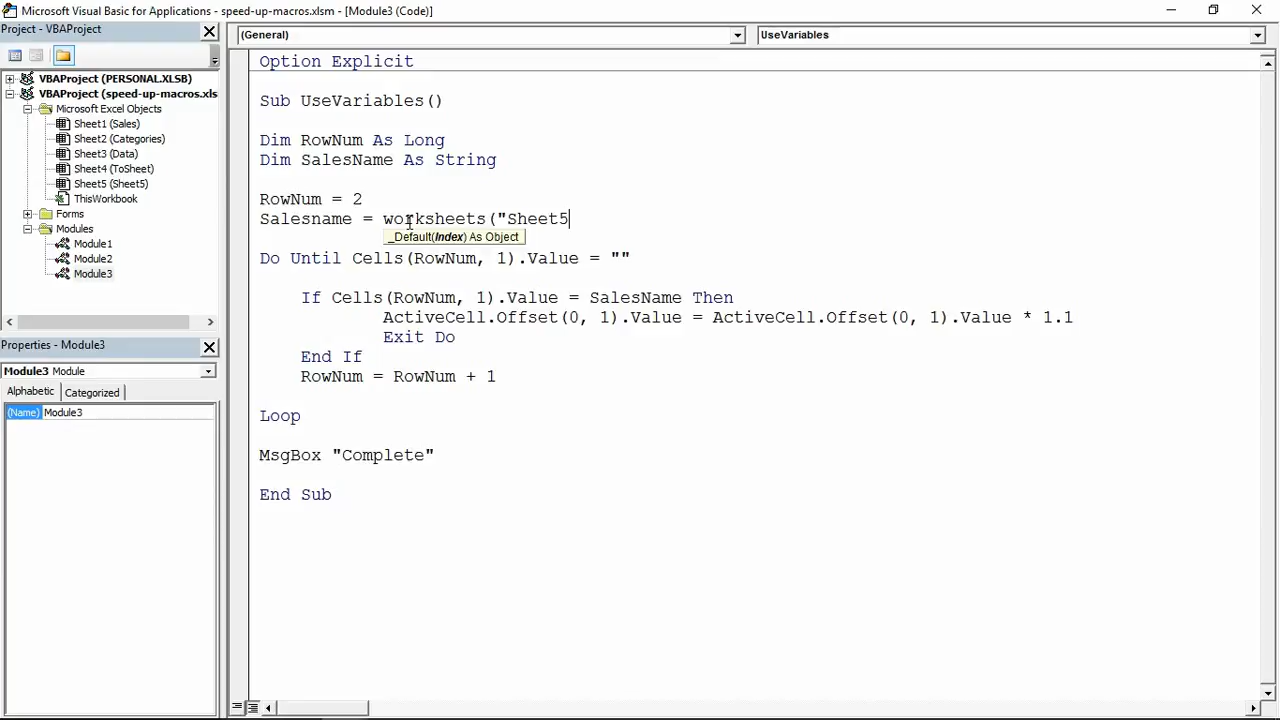 Microsoft Visual Basic for Applications - speed-up-macros.xlsm - [Module3 (Code)]
Project - VBAProject
VBAProject (PERSONAL.XLSB)
VBAProject (speed-up-macros.xls
Microsoft Excel Objects
Sheet1 (Sales)
Sheet2 (Categories)
Sheet3 (Data)
Sheet4 (ToSheet)
Sheet5 (Sheet5)
ThisWorkbook
Forms
Modules
Module1
Module2
Module3
Properties - Module3
Module3 Module
Alphabetic Categorized
(Name) Module3
(General) UseVariables
Option Explicit
Sub UseVariables()
Dim RowNum As Long
Dim SalesName As String
RowNum = 2
Salesname = worksheets("Sheet5
_Default(Index) As Object
Do Until Cells(RowNum, 1).Value = ""
If Cells(RowNum, 1).Value = SalesName Then
ActiveCell.Offset(0, 1).Value = ActiveCell.Offset(0, 1).Value * 1.1
Exit Do
End If
RowNum = RowNum + 1
Loop
MsgBox "Complete"
End Sub